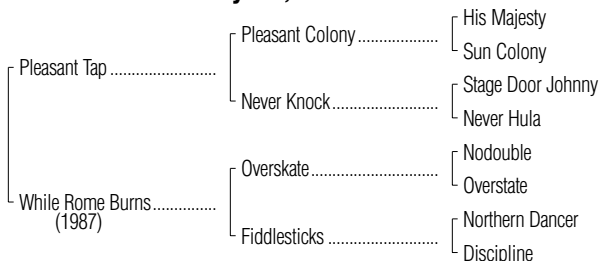 His Majesty
Pleasant Colony ..................
Sun Colony
Pleasant Tap ........................
Stage Door Johnny
Never Knock........................
Never Hula
Nodouble
Overskate.............................
Overstate
While Rome Burns..............
(1987)
Northern Dancer
Fiddlesticks .........................
Discipline